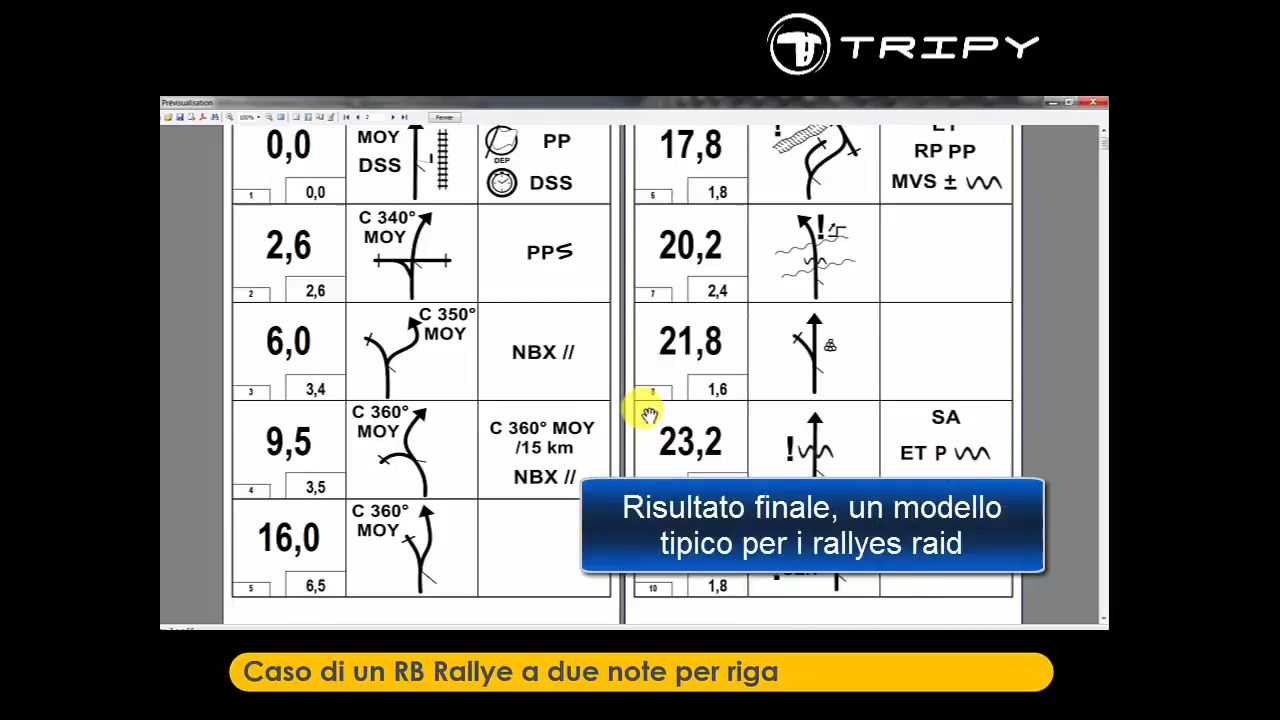 TRIPY
Prévisualisation
100%
2
Fermer
0,0
1
0,0
MOY
DSS
DEP
PP
DSS
2,6
2
2,6
C 340°
MOY
PP
6,0
3
3,4
C 350°
MOY
NBX //
9,5
4
3,5
C 360°
MOY
C 360° MOY
/15 km
NBX //
16,0
5
6,5
C 360°
MOY
17,8
6
1,8
!
RP PP
MVS ±
20,2
7
2,4
!
21,8
8
1,6
23,2
!
SA
ET P
10
1,8
Risultato finale, un modello
tipico per i rallyes raid
Caso di un RB Rallye a due note per riga